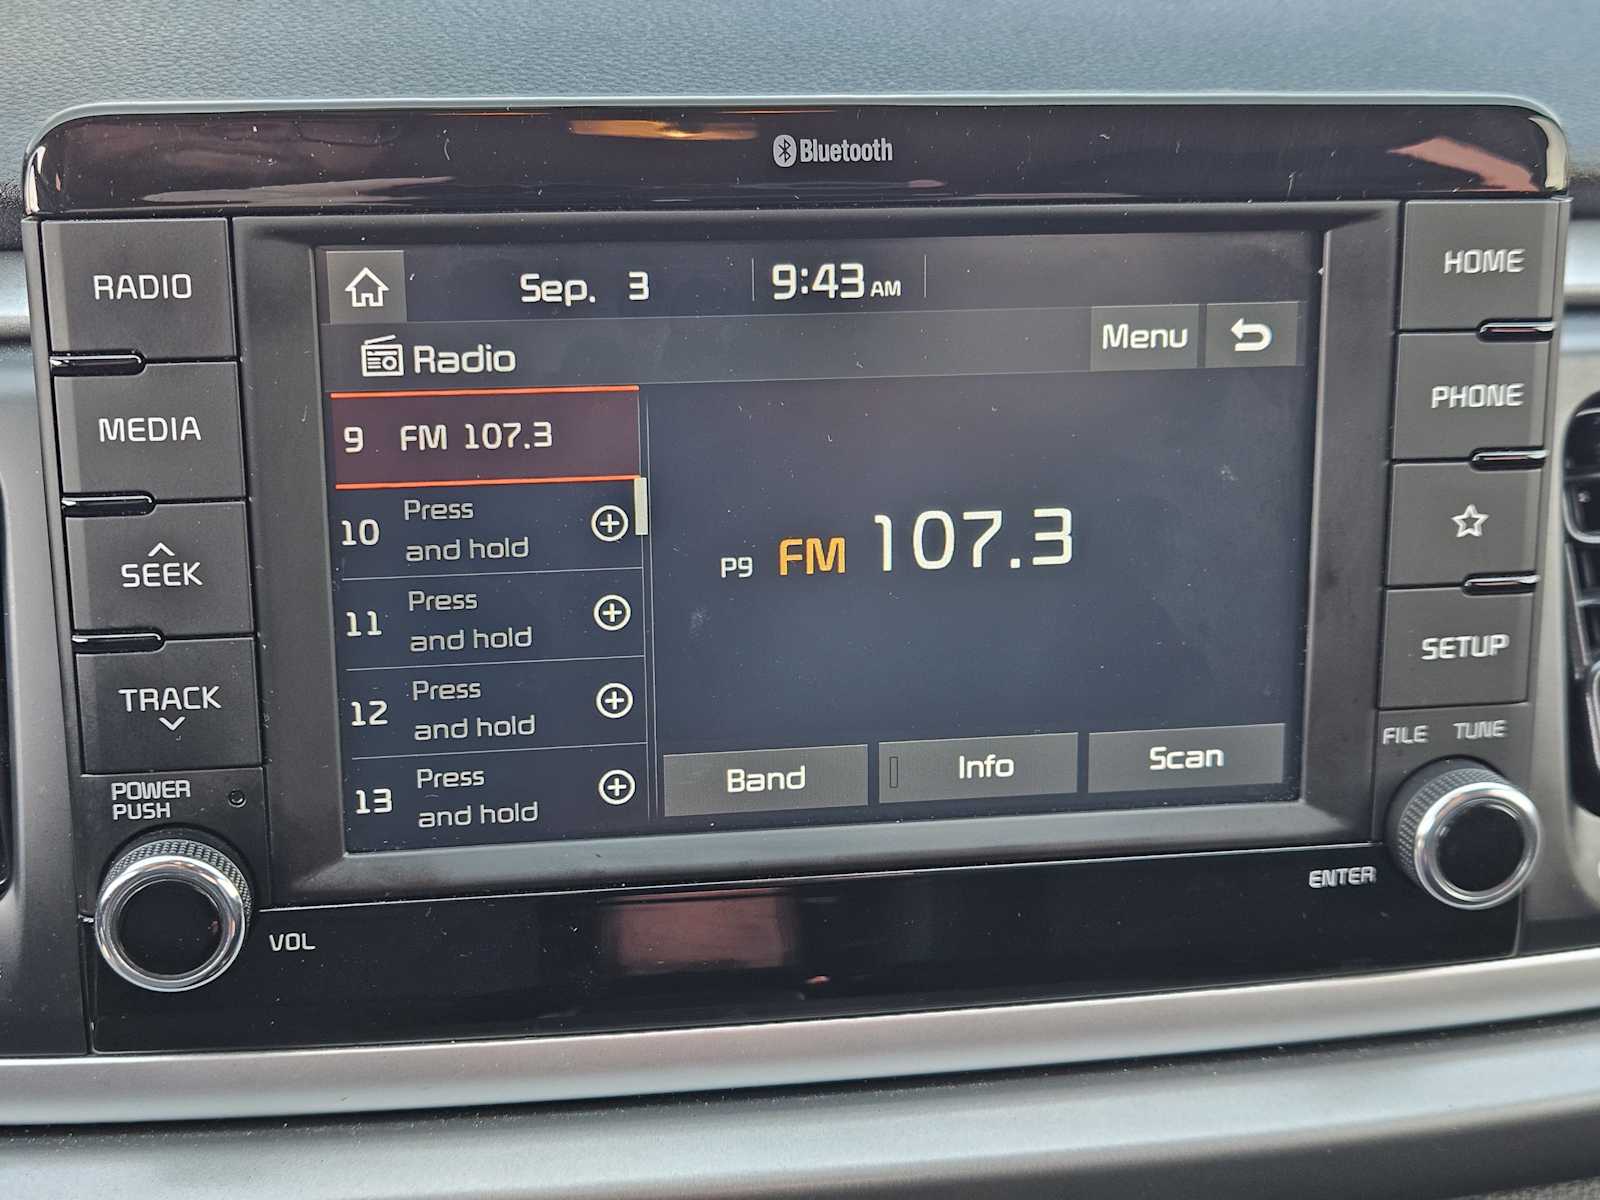 Bluetooth
RADIO
MEDIA
SEEK
TRACK
POWER
PUSH
VOL
Sep. 3
9:43 AM
Radio
Menu
9 FM 107.3
10 Press
and hold
11 Press
and hold
12 Press
and hold
13 Press
and hold
P9 FM 107.3
Band
Info
Scan
HOME
PHONE
SETUP
FILE
TUNE
ENTER